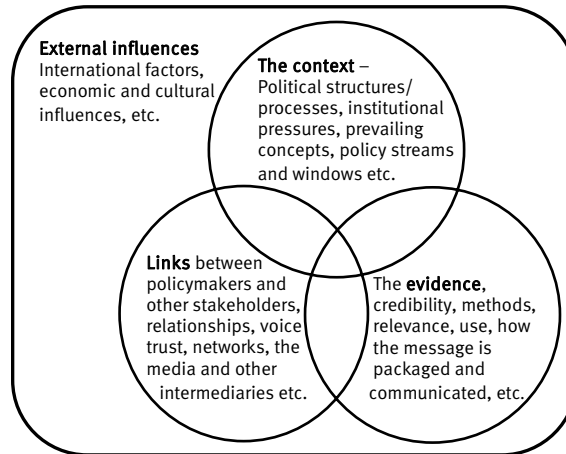 External influences
International factors,
economic and cultural
influences, etc.
The context –
Political structures/
processes, institutional
pressures, prevailing
concepts, policy streams
and windows etc.
Links between
policymakers and
other stakeholders,
relationships, voice
trust, networks, the
media and other
intermediaries etc.
The evidence,
credibility, methods,
relevance, use, how
the message is
packaged and
communicated, etc.